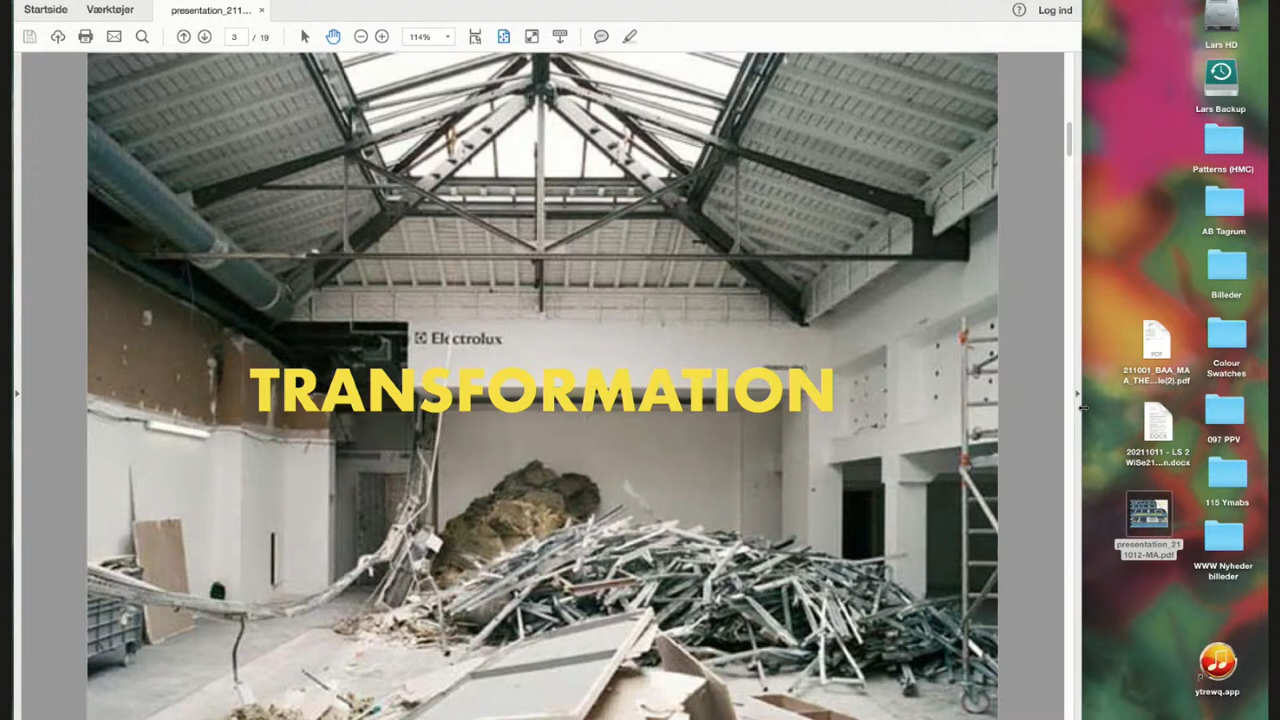 Startside
Værktøjer
presentation_211...
×
Log ind
3 / 19
114%
Electrolux
TRANSFORMATION
Lars HD
Lars Backup
Patterns (HMC)
AB Tagrum
Billeder
PDF
211001_BAA_MA
A_THE...le(2).pdf
Colour
Swatches
DOCX
20211011 - LS 2
WiSe21...n.docx
097 PPV
115 Ymabs
presentation_21
1012-MA.pdf
WWW Nyheder
billeder
ytrewq.app